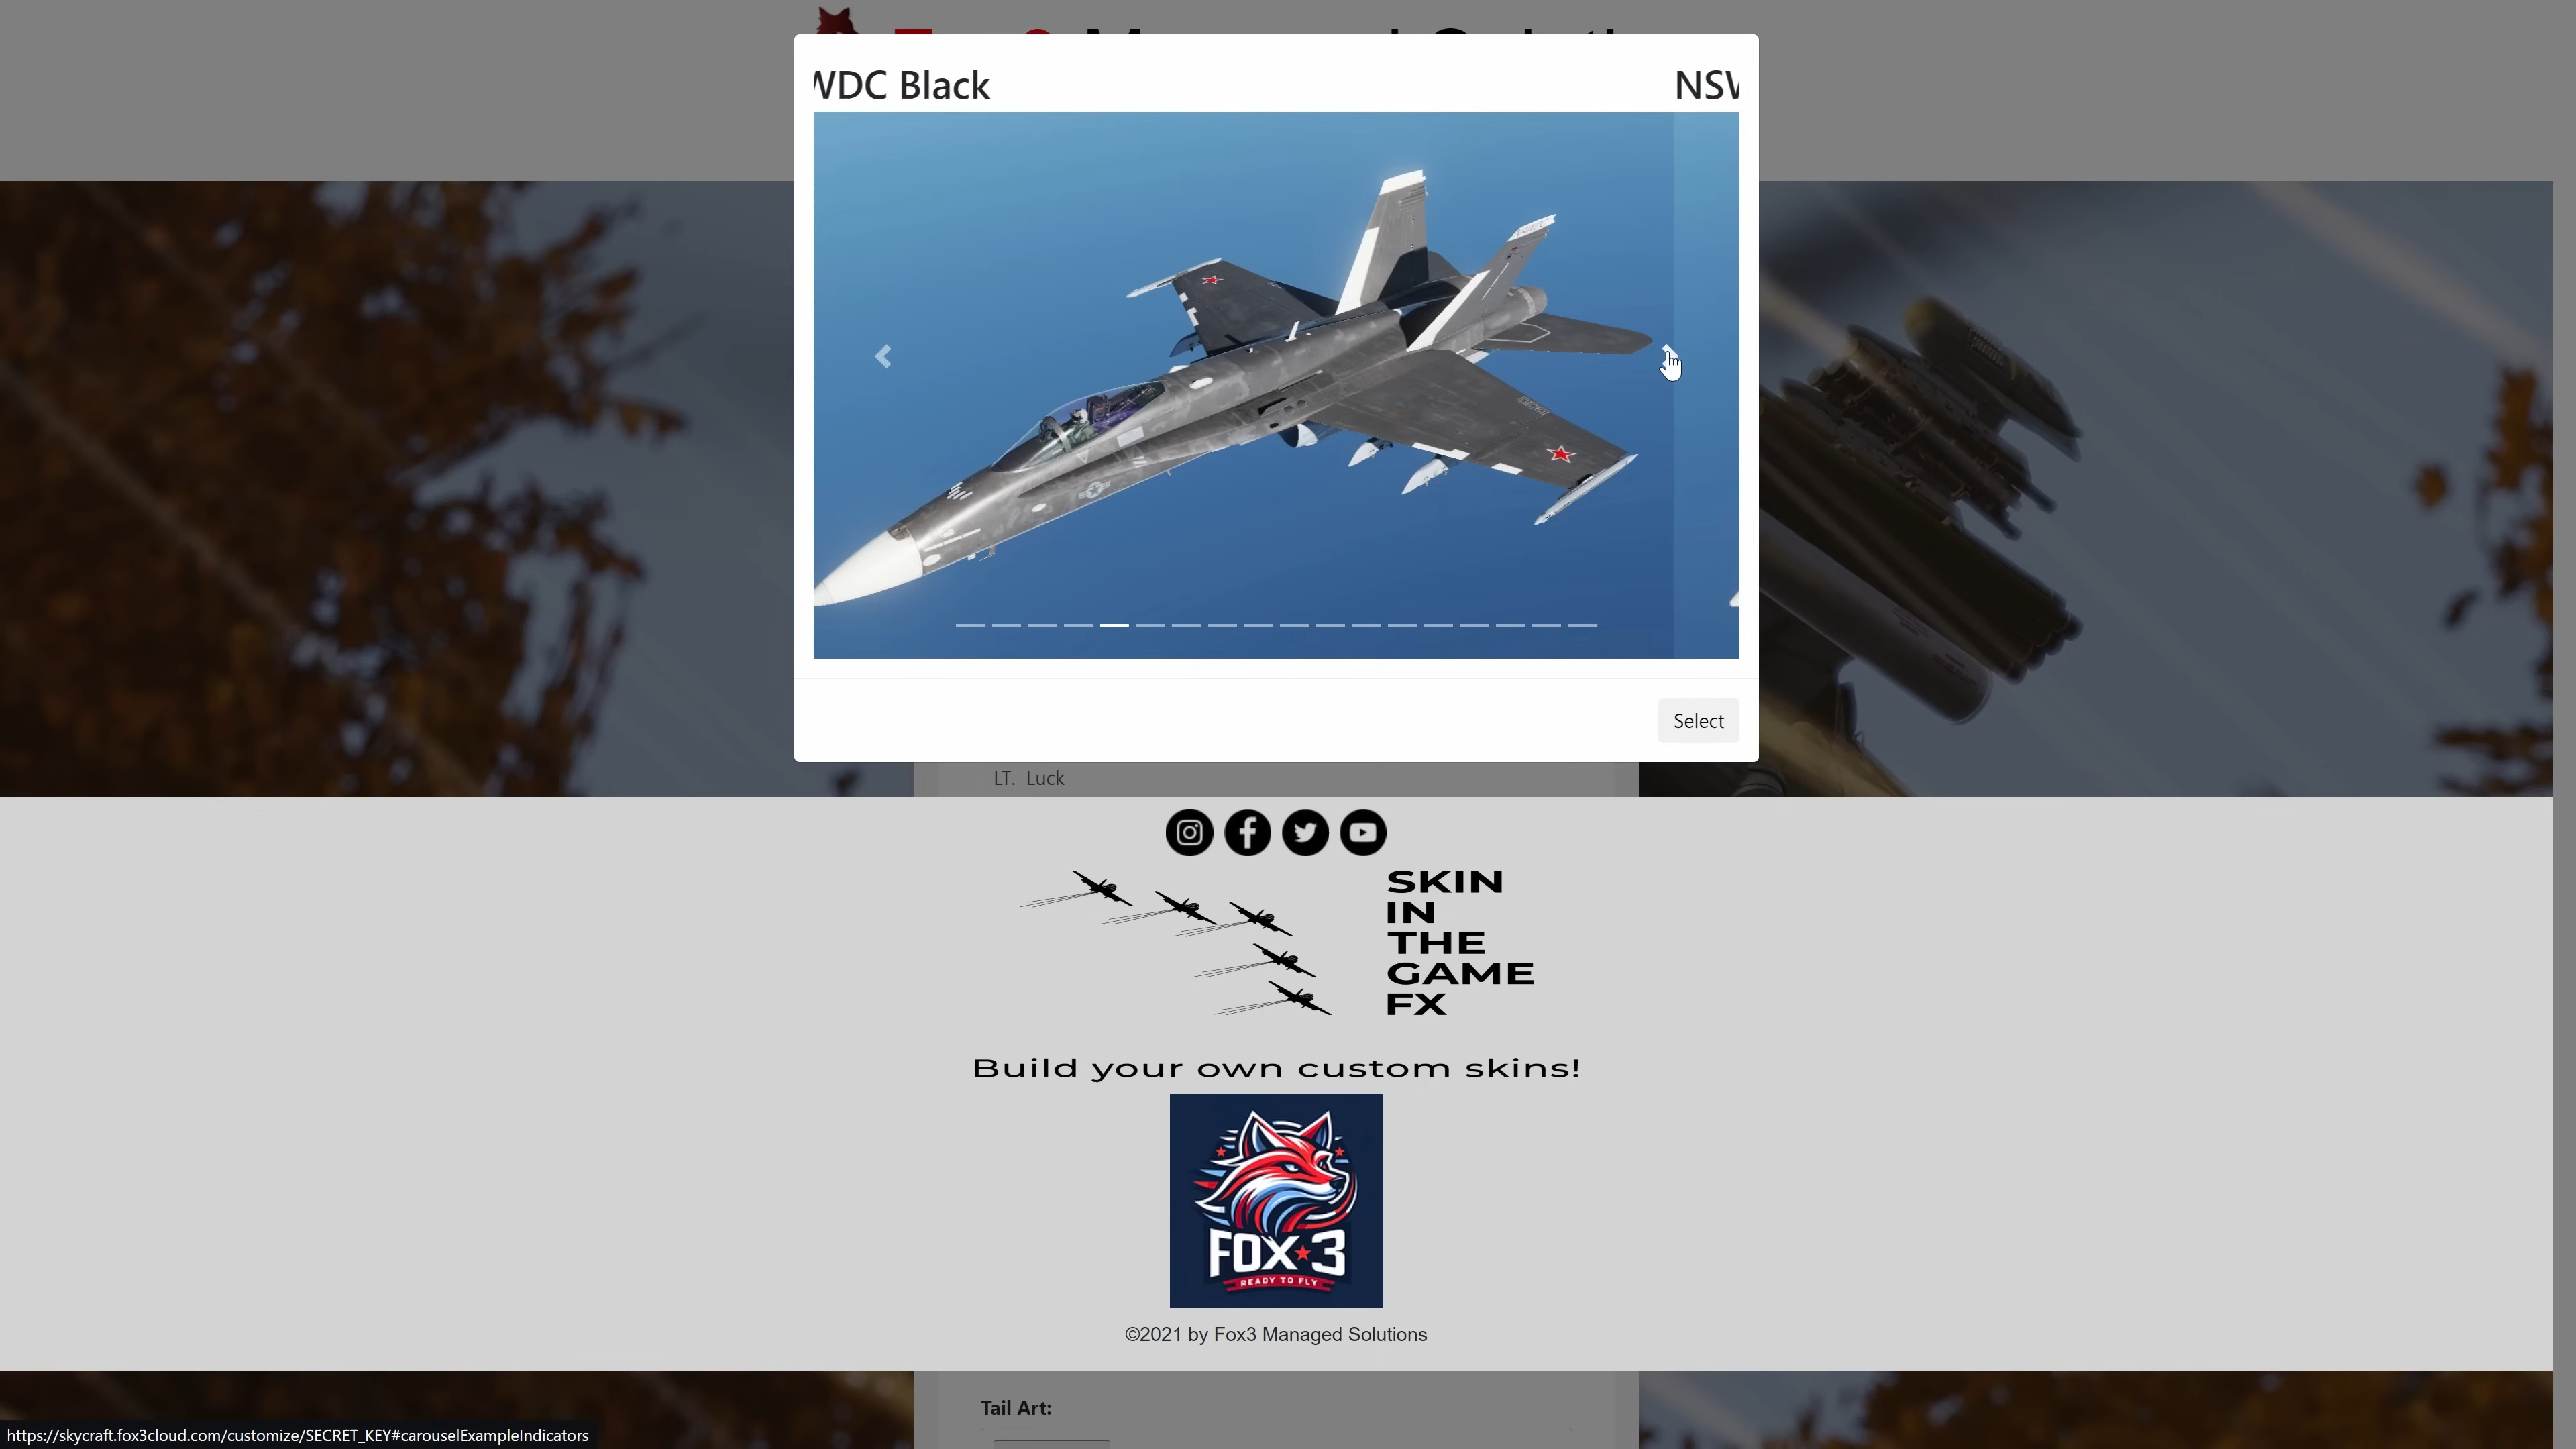 WDC Black
NSW
Select
LT. Luck
SKIN
IN
THE
GAME
FX
Build your own custom skins!
FOX 3
READY TO FLY
©2021 by Fox3 Managed Solutions
Tail Art:
https://skycraft.fox3cloud.com/customize/SECRET_KEY#carouselExampleIndicators